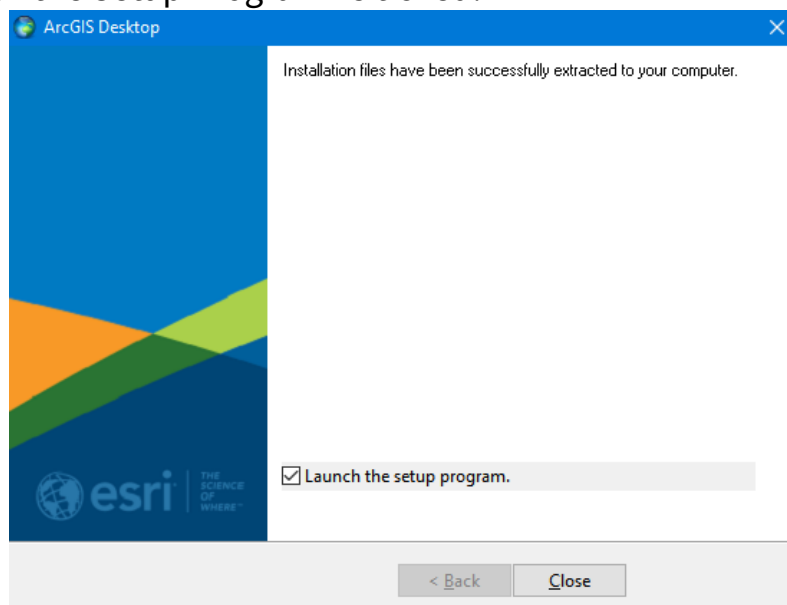 ArcGIS Desktop
Installation files have been successfully extracted to your computer.
Launch the setup program.
esri
THE
SCIENCE
OF
WHERE™
< Back
Close